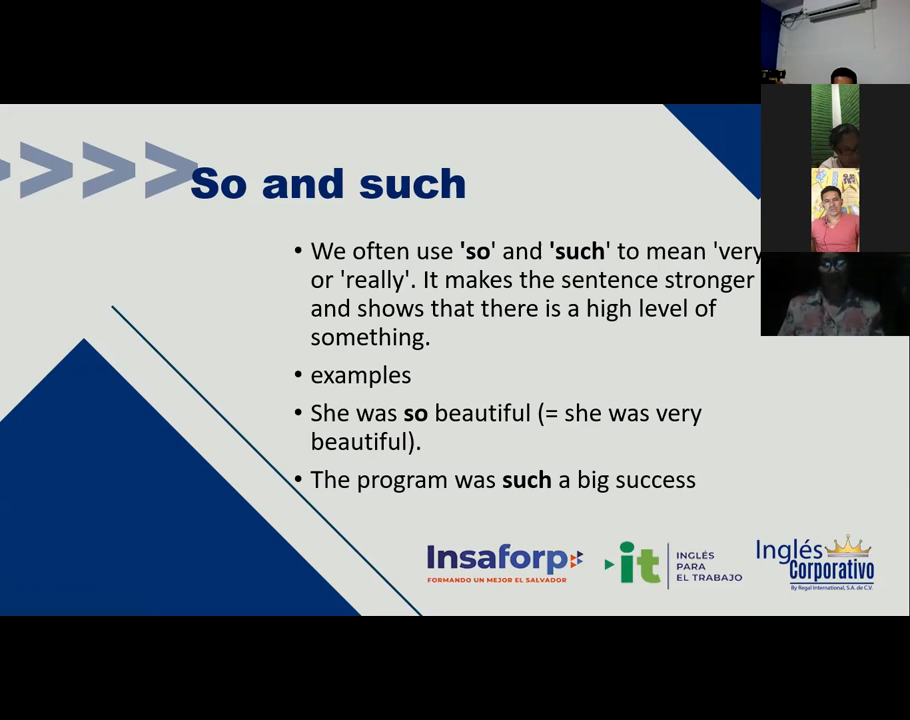 So and such
• We often use 'so' and 'such' to mean 'very
or 'really'. It makes the sentence stronger
and shows that there is a high level of
something.
• examples
• She was so beautiful (= she was very
beautiful).
• The program was such a big success
Insaforp
FORMANDO UN MEJOR EL SALVADOR
it
INGLÉS
PARA
EL TRABAJO
Inglés
Corporativo
By Regal International, S.A. de C.V.